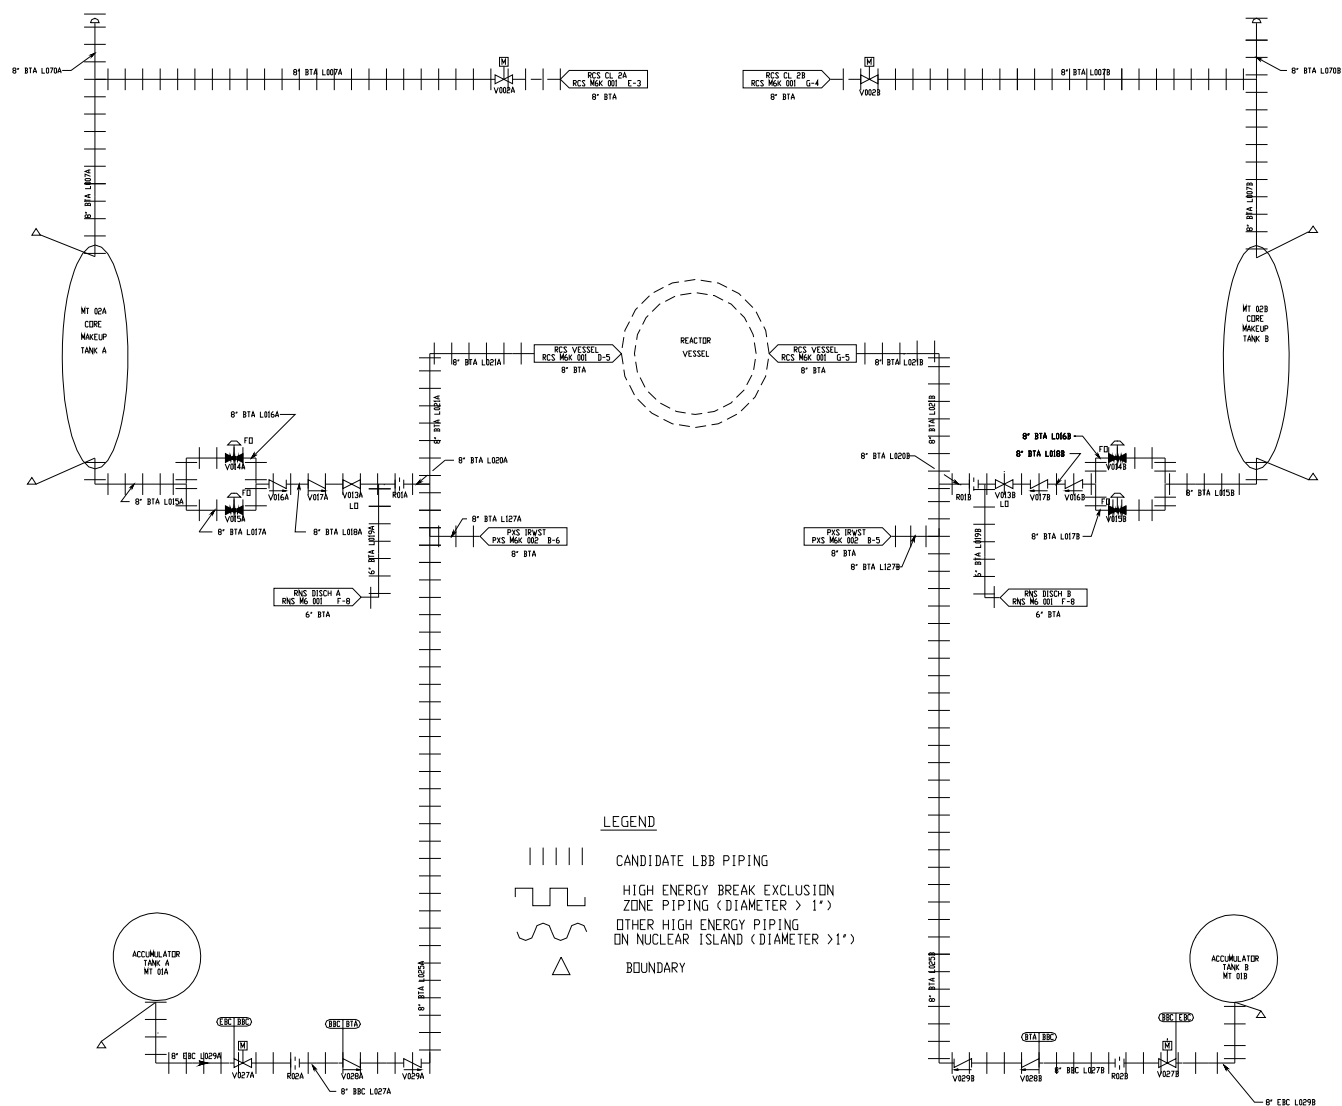 8" BTA L070A
8" BTA L007A
M
V002A
RCS CL 2A
RCS M6K 001 E-3
8" BTA
RCS CL 2B
RCS M6K 001 G-4
8" BTA
M
V002B
8" BTA L007B
8" BTA L070B
8" BTA L007A
8" BTA L007B
MT 02A
CORE
MAKEUP
TANK A
REACTOR
VESSEL
MT 02B
CORE
MAKEUP
TANK B
8" BTA L021A
RCS VESSEL
RCS M6K 001 D-5
8" BTA
RCS VESSEL
RCS M6K 001 G-5
8" BTA
8" BTA L021B
8" BTA L021A
8" BTA L021B
8" BTA L016A
FO
V014A
8" BTA L015A
FO
V015A
8" BTA L017A
V016A
V017A
V013A
LO
R01A
8" BTA L018A
8" BTA L020A
6" BTA L019A
8" BTA L127A
PXS IRWST
PXS M6K 002 B-6
8" BTA
RNS DISCH A
RNS M6 001 F-8
6" BTA
8" BTA L016B
FO
V014B
8" BTA L018B
8" BTA L020B
R01B
V013B
LO
V017B
V016B
FO
V015B
8" BTA L015B
8" BTA L017B
PXS IRWST
PXS M6K 002 B-5
8" BTA
8" BTA L127B
6" BTA L019B
RNS DISCH B
RNS M6 001 F-8
6" BTA
LEGEND
CANDIDATE LBB PIPING
HIGH ENERGY BREAK EXCLUSION
ZONE PIPING (DIAMETER > 1")
OTHER HIGH ENERGY PIPING
ON NUCLEAR ISLAND (DIAMETER >1")
BOUNDARY
ACCUMULATOR
TANK A
MT 01A
ACCUMULATOR
TANK B
MT 01B
8" BTA L025A
8" BTA L025B
EBC BBC
BBC BTA
8" EBC L029A
M
V027A
R02A
V028A
V029A
8" BBC L027A
BTA BBC
BBC EBC
V029B
V028B
8" BBC L027B
R02B
M
V027B
8" EBC L029B